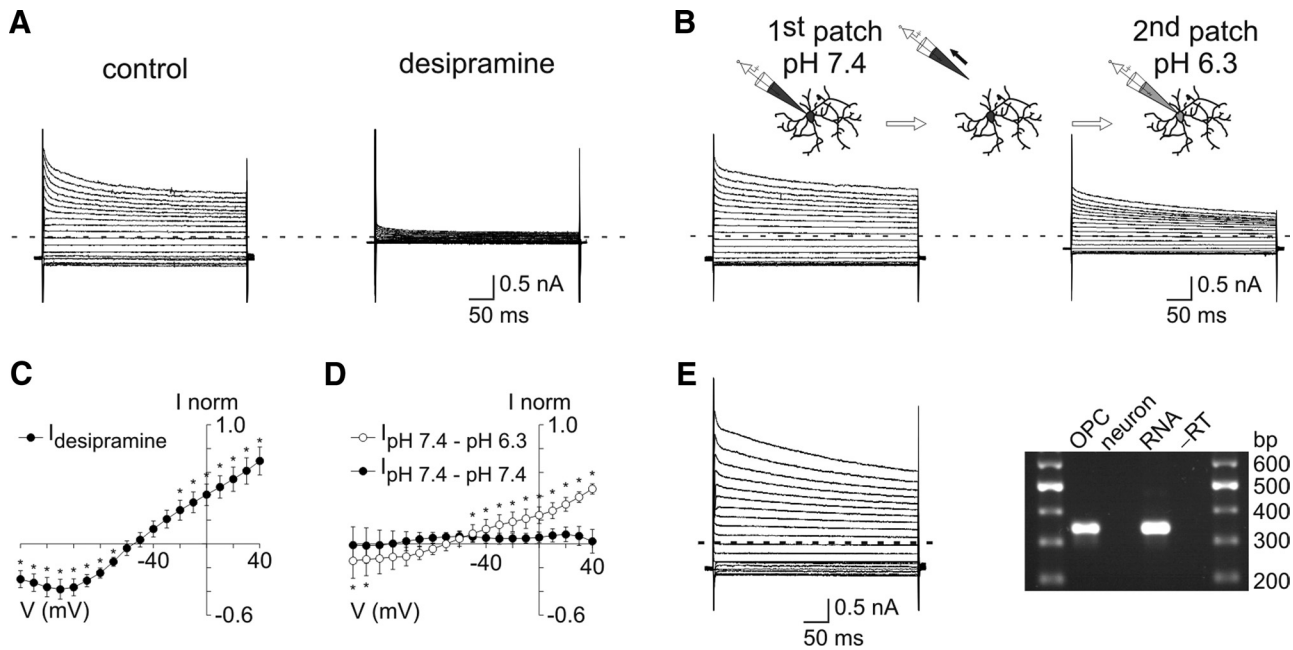 A
control
desipramine
0.5 nA
50 ms
B
1st patch
pH 7.4
2nd patch
pH 6.3
0.5 nA
50 ms
C
I norm
1.0
I desipramine
* * * * * * * * * * * * * * *
-40
40
V (mV)
-0.6
D
I norm
1.0
I pH 7.4 - pH 6.3
I pH 7.4 - pH 7.4
* * * * * * * * * * * *
-40
40
V (mV)
-0.6
E
0.5 nA
50 ms
OPC
neuron
RNA
–RT
bp
600
500
400
300
200